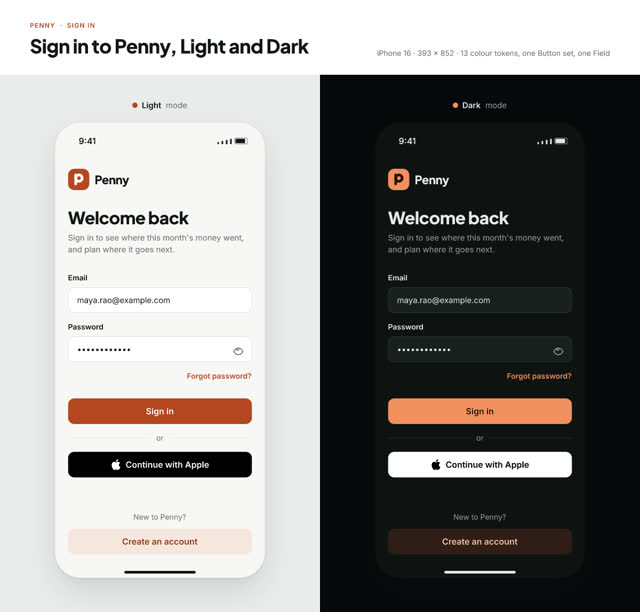 PENNY · SIGN IN
Sign in to Penny, Light and Dark
iPhone 16 · 393 × 852 · 13 colour tokens, one Button set, one Field
Light mode
9:41
P Penny
Welcome back
Sign in to see where this month's money went,
and plan where it goes next.
Email
maya.rao@example.com
Password
••••••••••••
Forgot password?
Sign in
or
Continue with Apple
New to Penny?
Create an account
Dark mode
9:41
P Penny
Welcome back
Sign in to see where this month's money went,
and plan where it goes next.
Email
maya.rao@example.com
Password
••••••••••••
Forgot password?
Sign in
or
Continue with Apple
New to Penny?
Create an account